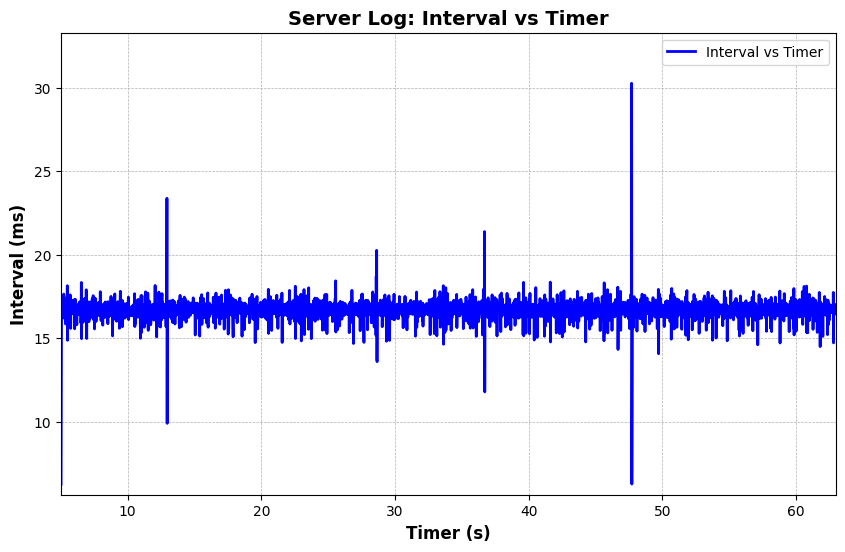 Server Log: Interval vs Timer
Interval vs Timer
30
25
20
15
10
Interval (ms)
10 20 30 40 50 60
Timer (s)